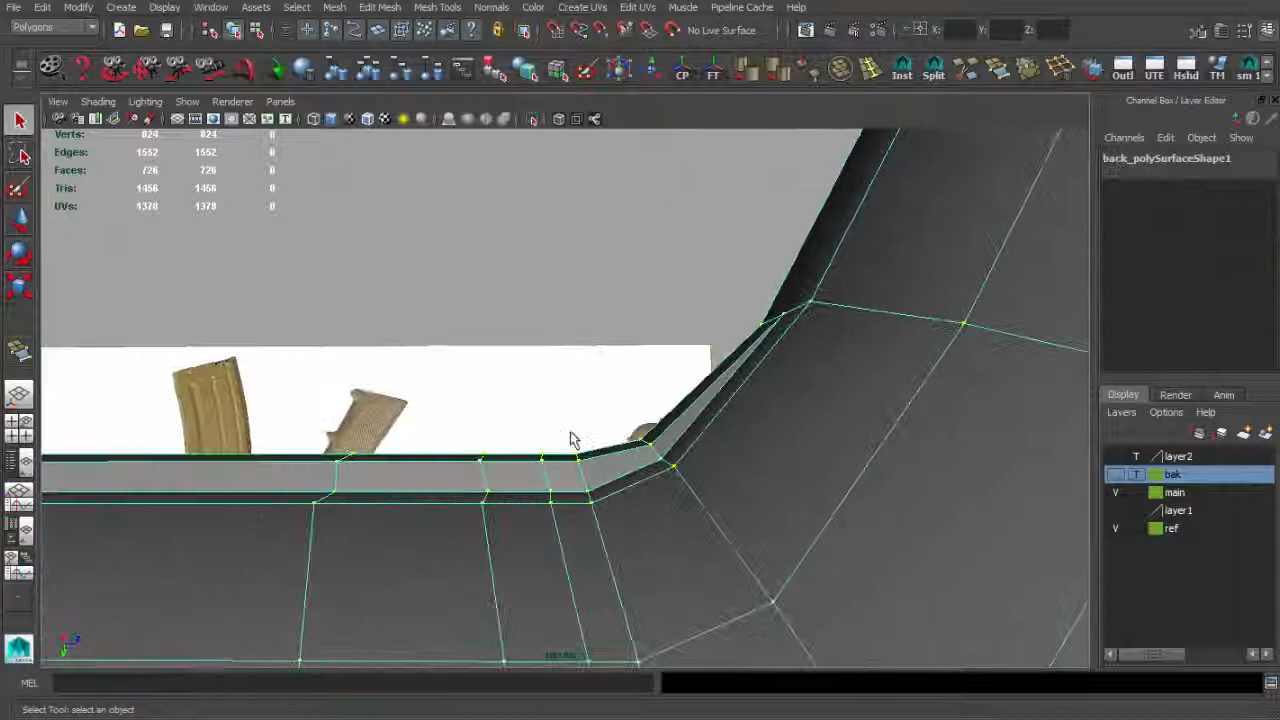 File Edit Modify Create Display Window Assets Select Mesh Edit Mesh Mesh Tools Normals Color Create UVs Edit UVs Muscle Pipeline Cache Help
Polygons No Live Surface X: Y: Z:
CP FT Inst Split Outl UTE Hshd TM sm 1
View Shading Lighting Show Renderer Panels
Channel Box / Layer Editor
Channels Edit Object Show
back_polySurfaceShape1
Verts: 824 824 0
Edges: 1552 1552 0
Faces: 726 726 0
Tris: 1456 1456 0
UVs: 1378 1378 0
Display Render Anim
Layers Options Help
T layer2
T bak
V main
layer1
V ref
MEL
Select Tool: select an object